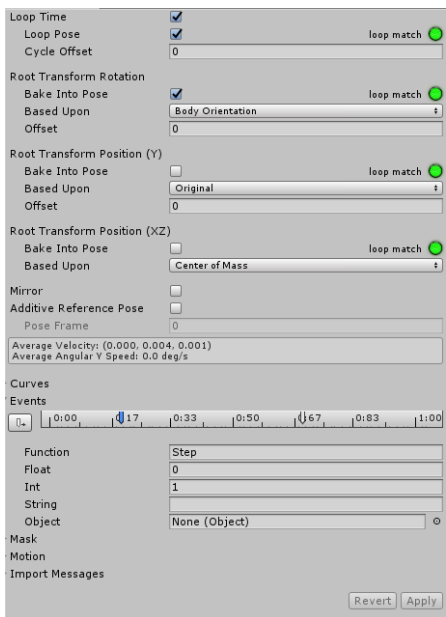 Loop Time
Loop Pose loop match
Cycle Offset 0
Root Transform Rotation
Bake Into Pose loop match
Based Upon Body Orientation
Offset 0
Root Transform Position (Y)
Bake Into Pose loop match
Based Upon Original
Offset 0
Root Transform Position (XZ)
Bake Into Pose loop match
Based Upon Center of Mass
Mirror
Additive Reference Pose
Pose Frame 0
Average Velocity: (0.000, 0.004, 0.001)
Average Angular Y Speed: 0.0 deg/s
Curves
Events
0:00 0:17 0:33 0:50 0:67 0:83 1:00
Function Step
Float 0
Int 1
String
Object None (Object)
Mask
Motion
Import Messages
Revert Apply